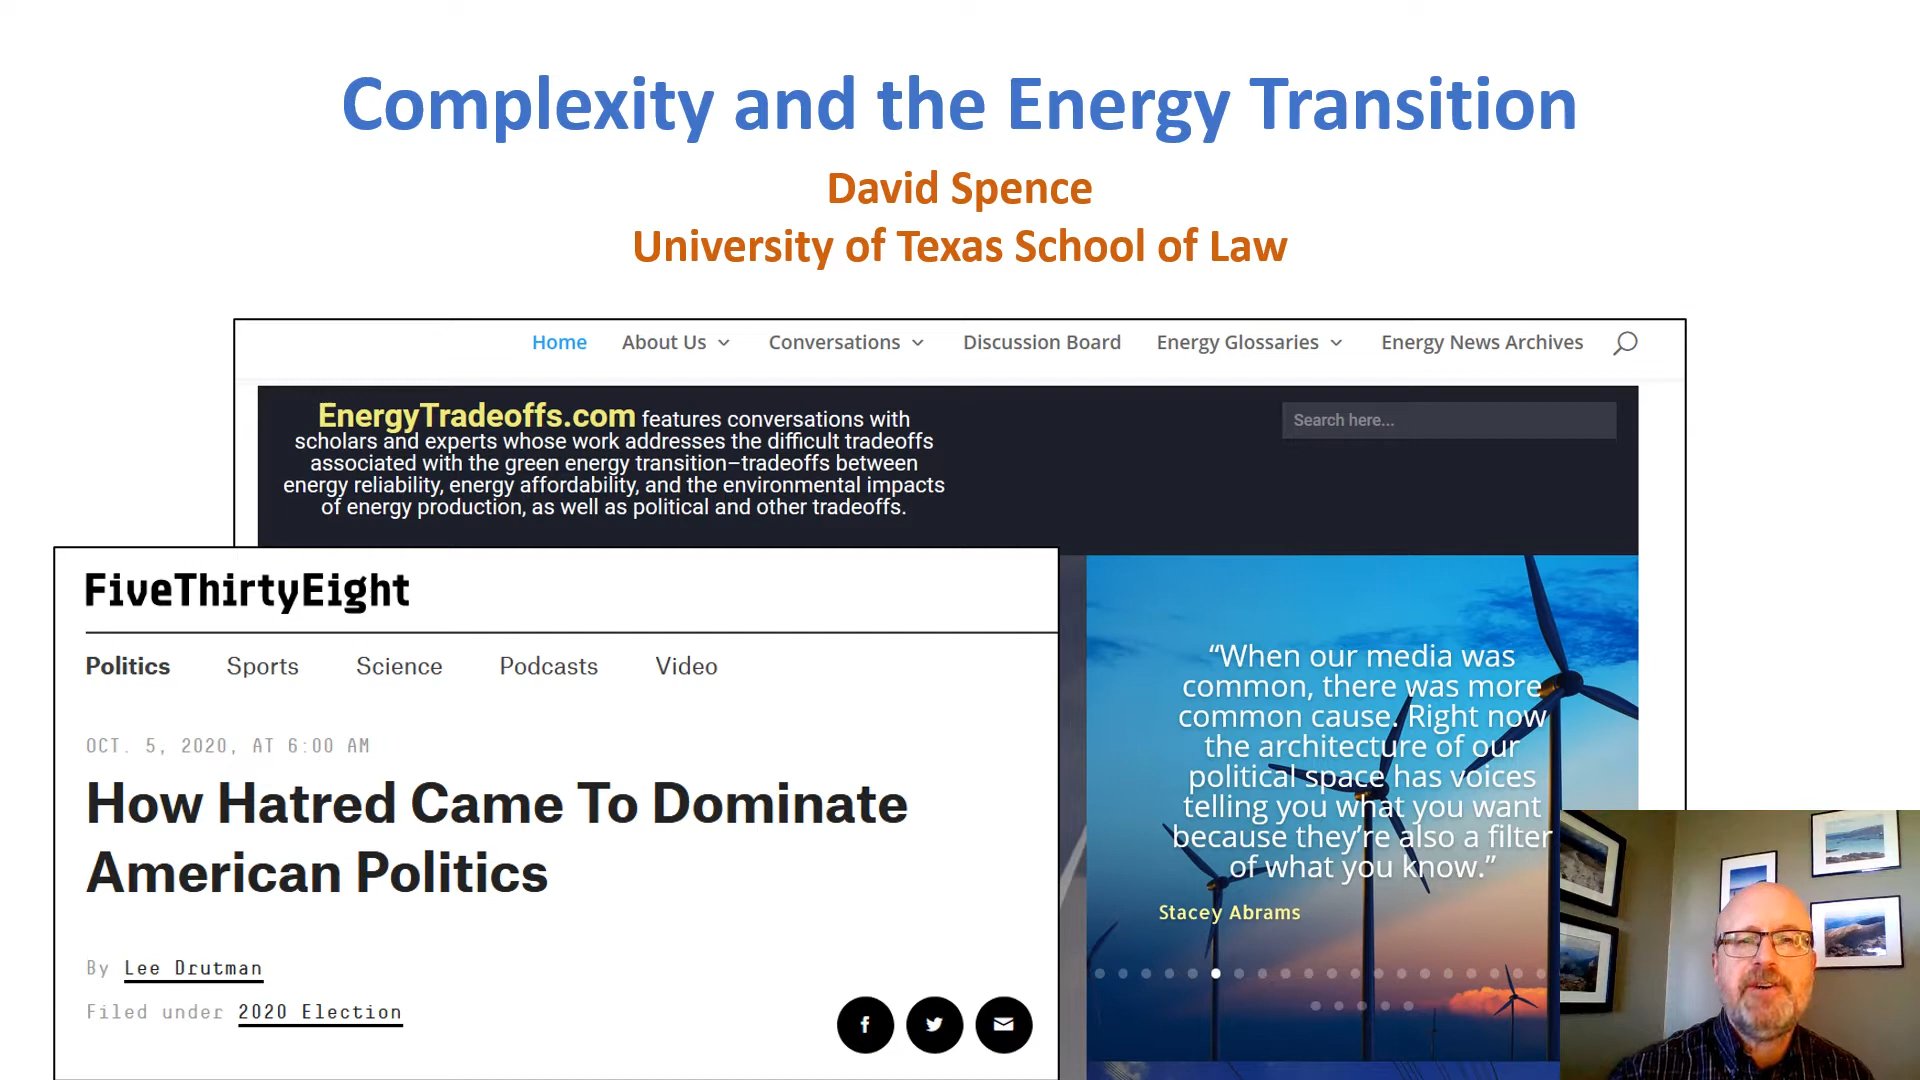 Complexity and the Energy Transition
David Spence
University of Texas School of Law
Home About Us Conversations Discussion Board Energy Glossaries Energy News Archives
EnergyTradeoffs.com features conversations with
scholars and experts whose work addresses the difficult tradeoffs
associated with the green energy transition–tradeoffs between
energy reliability, energy affordability, and the environmental impacts
of energy production, as well as political and other tradeoffs.
Search here...
FiveThirtyEight
Politics Sports Science Podcasts Video
OCT. 5, 2020, AT 6:00 AM
How Hatred Came To Dominate
American Politics
By Lee Drutman
Filed under 2020 Election
“When our media was
common, there was more
common cause. Right now
the architecture of our
political space has voices
telling you what you want
because they’re also a filter
of what you know.”
Stacey Abrams